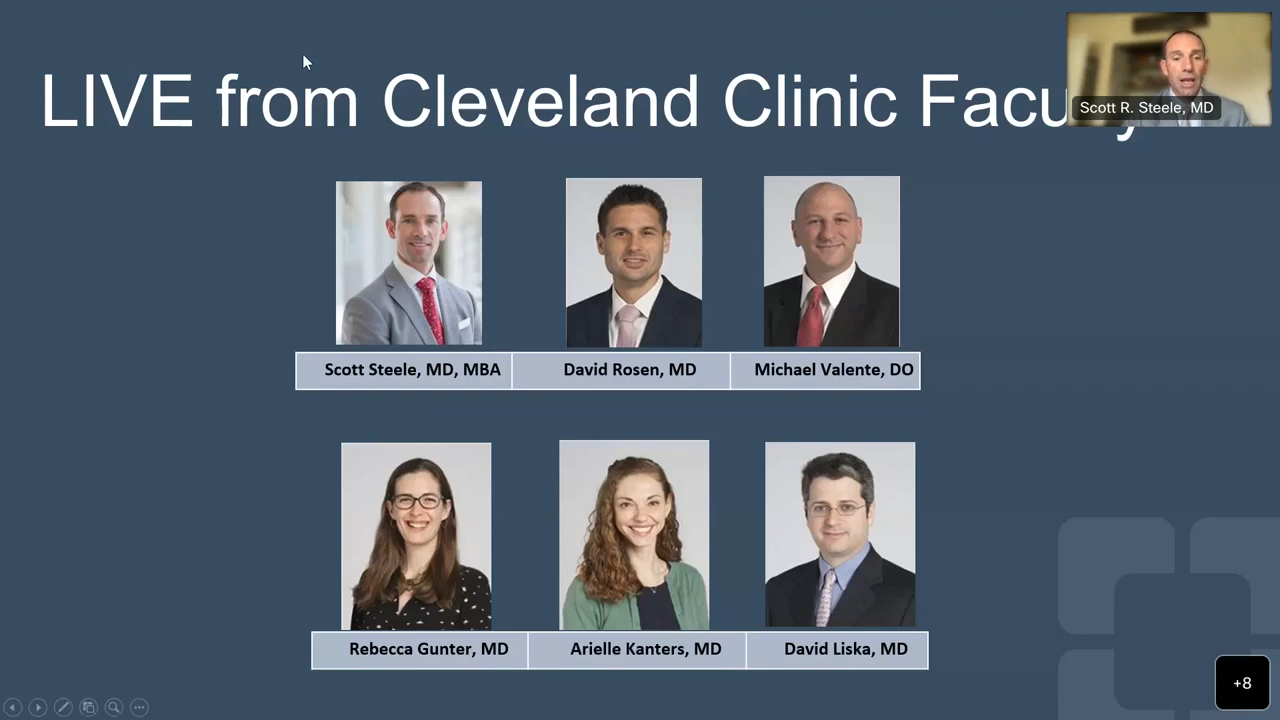 LIVE from Cleveland Clinic Facu
Scott R. Steele, MD
Scott Steele, MD, MBA
David Rosen, MD
Michael Valente, DO
Rebecca Gunter, MD
Arielle Kanters, MD
David Liska, MD
+8